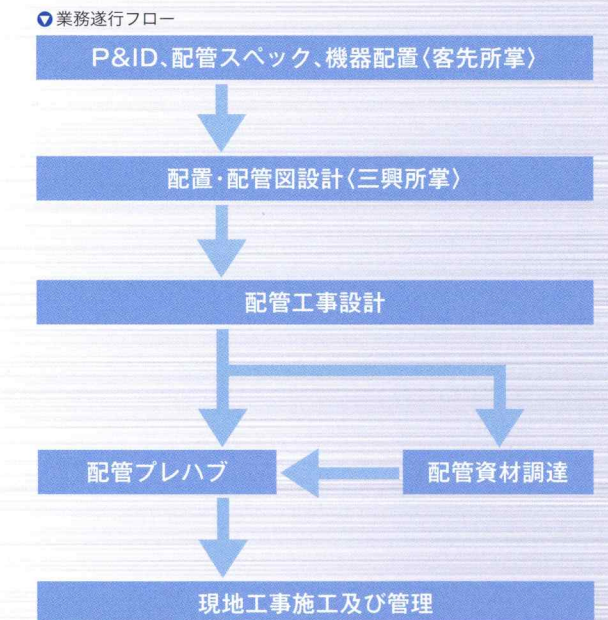 業務遂行フロー
P&ID、配管スペック、機器配置〈客先所掌〉
配置・配管図設計〈三興所掌〉
配管工事設計
配管プレハブ
配管資材調達
現地工事施工及び管理